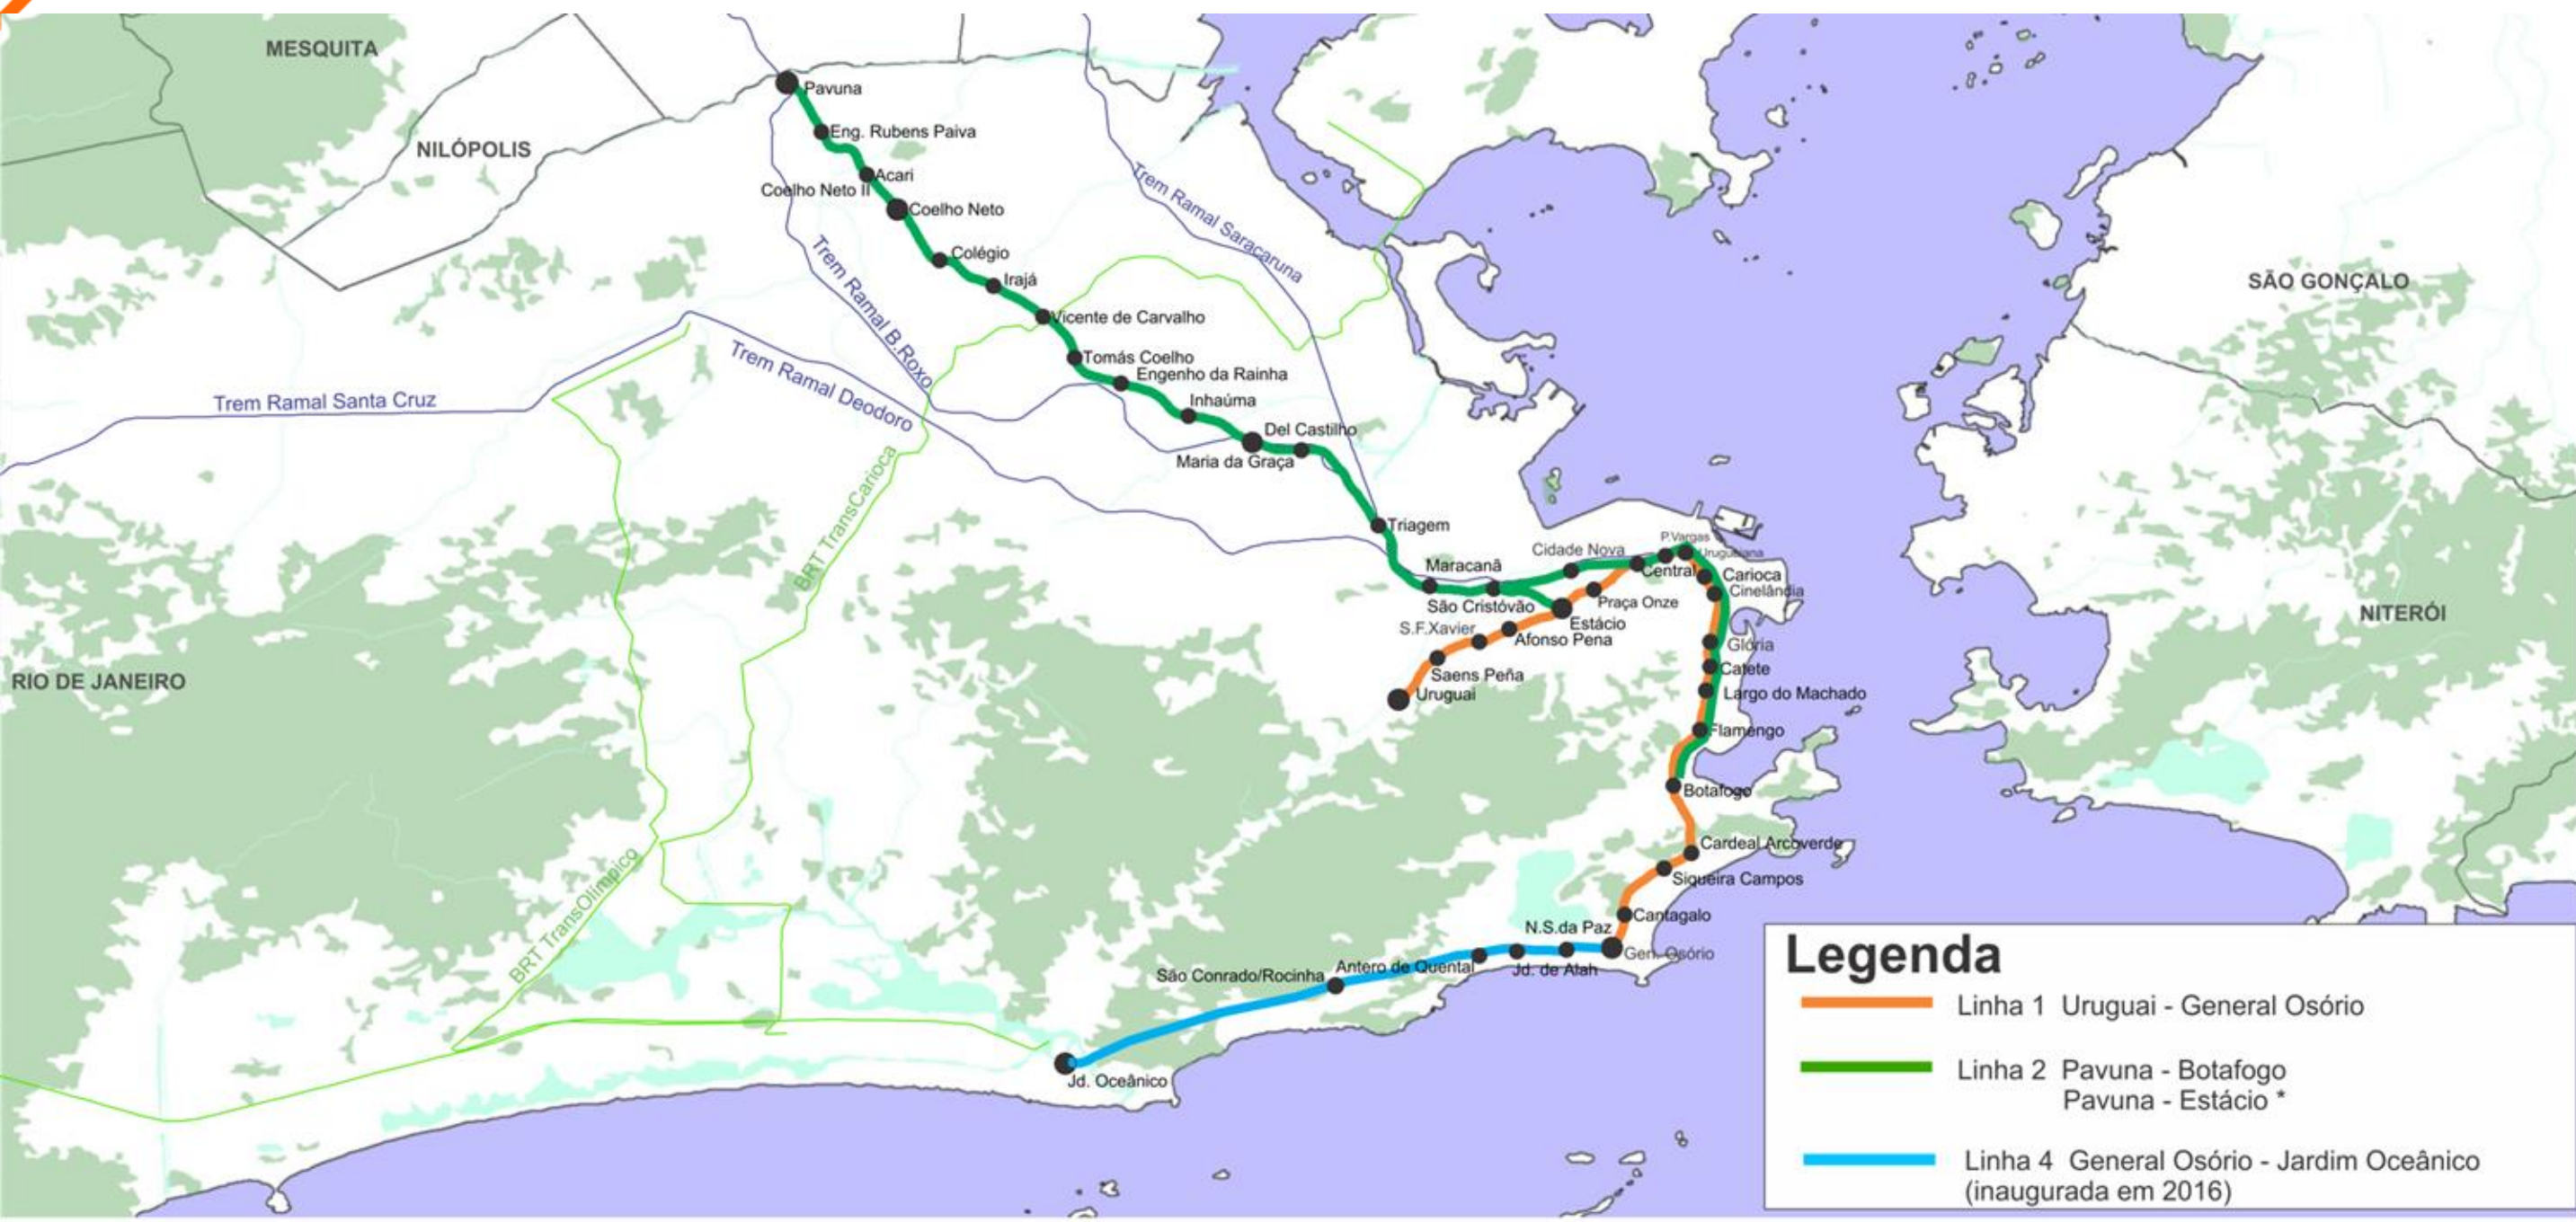 MESQUITA
NILÓPOLIS
Pavuna
Eng. Rubens Paiva
Acari
Coelho Neto II
Coelho Neto
Colégio
Irajá
Vicente de Carvalho
Tomás Coelho
Engenho da Rainha
Inhaúma
Del Castilho
Maria da Graça
Triagem
Trem Ramal Saracaruna
Trem Ramal B.Roxo
Trem Ramal Deodoro
Trem Ramal Santa Cruz
BRT TransCarioca
BRT TransOlímpico
SÃO GONÇALO
NITERÓI
RIO DE JANEIRO
Maracanã
São Cristóvão
Cidade Nova
P.Vargas
Uruguaiana
Central
Carioca
Cinelândia
Praça Onze
Estácio
S.F.Xavier
Afonso Pena
Saens Peña
Uruguai
Glória
Catete
Largo do Machado
Flamengo
Botafogo
Cardeal Arcoverde
Siqueira Campos
Cantagalo
N.S.da Paz
Gen. Osório
Jd. de Alah
Antero de Quental
São Conrado/Rocinha
Jd. Oceânico
Legenda
Linha 1 Uruguai - General Osório
Linha 2 Pavuna - Botafogo
Pavuna - Estácio *
Linha 4 General Osório - Jardim Oceânico
(inaugurada em 2016)